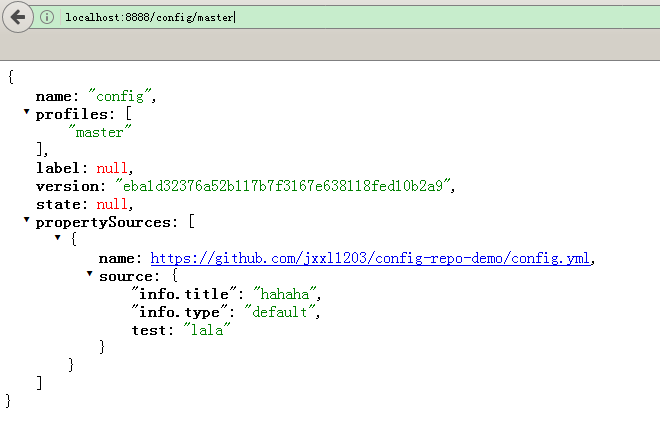 localhost:8888/config/master
{
name: "config",
profiles: [
"master"
],
label: null,
version: "eba1d32376a52b117b7f3167e638118fed10b2a9",
state: null,
propertySources: [
{
name: https://github.com/jxxl1203/config-repo-demo/config.yml,
source: {
"info.title": "hahaha",
"info.type": "default",
test: "lala"
}
}
]
}